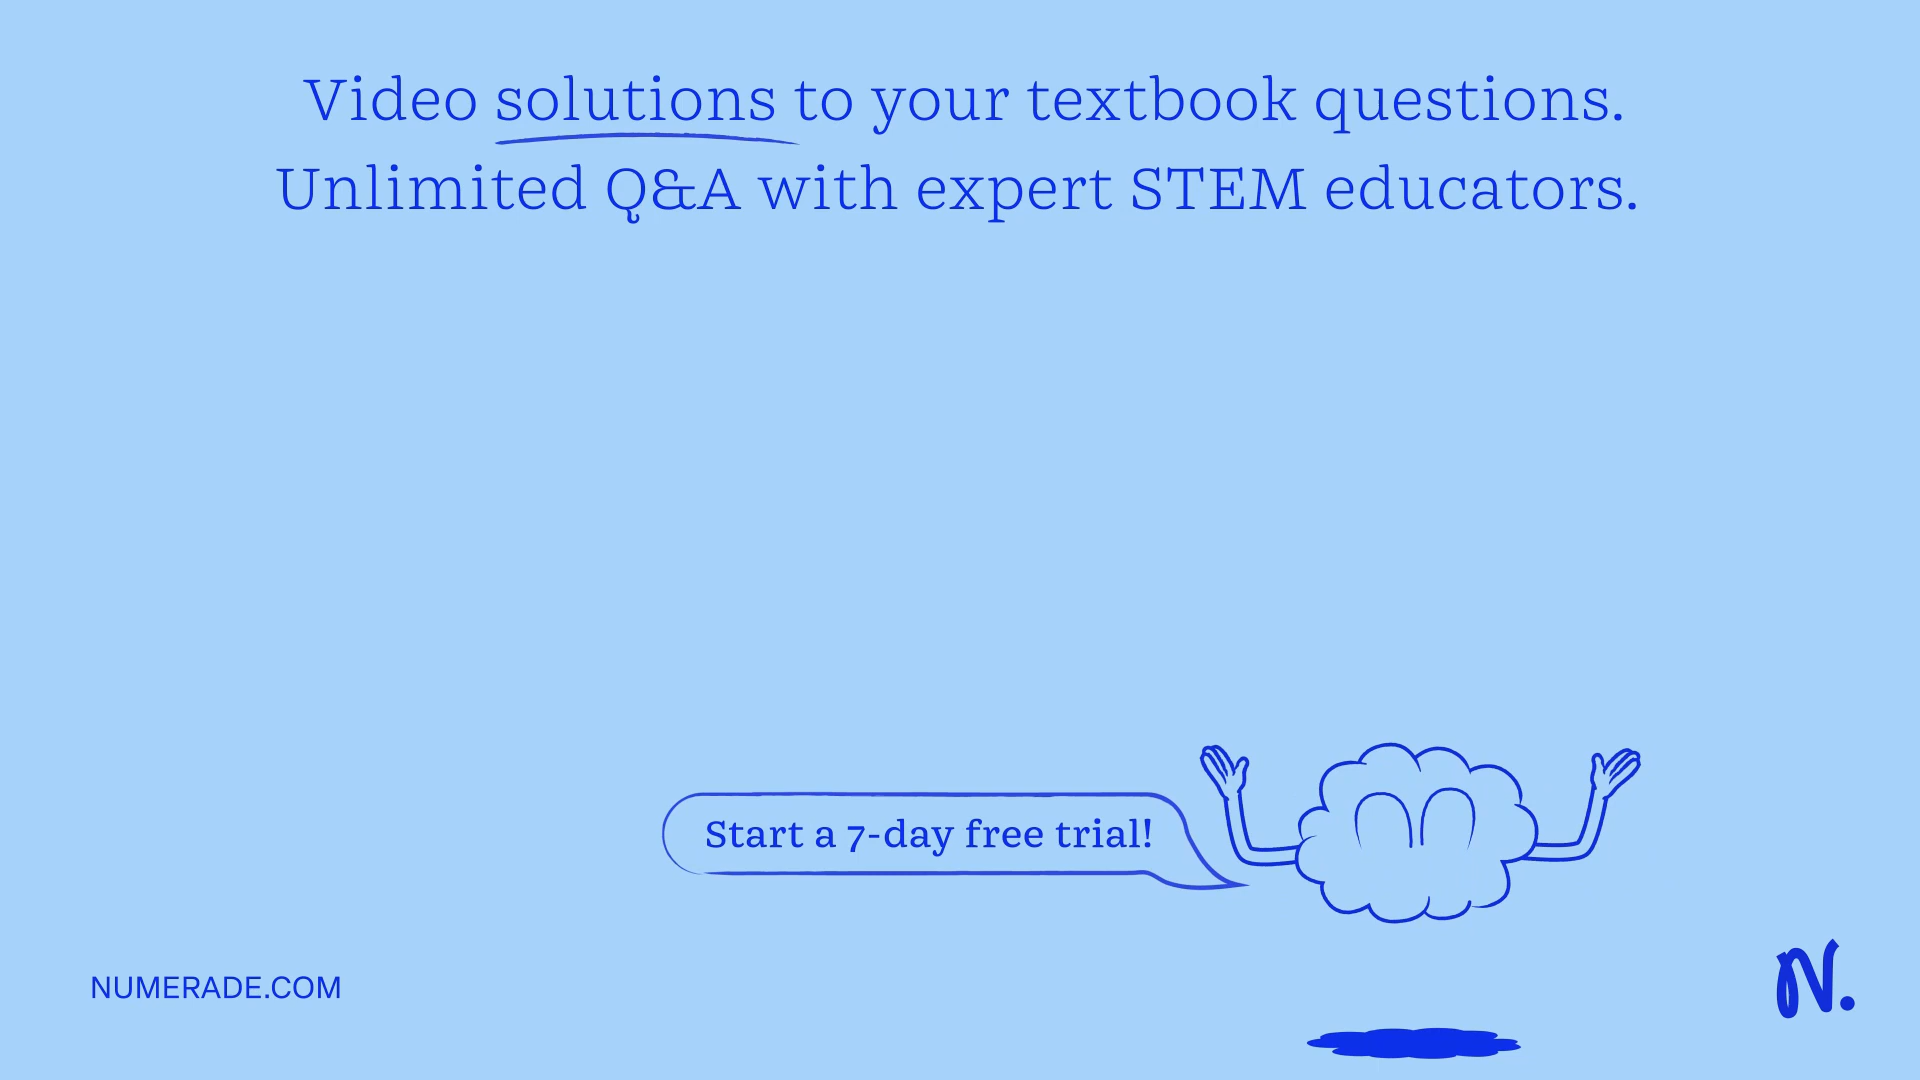 Video solutions to your textbook questions.
Unlimited Q&A with expert STEM educators.
Start a 7-day free trial!
NUMERADE.COM
N.